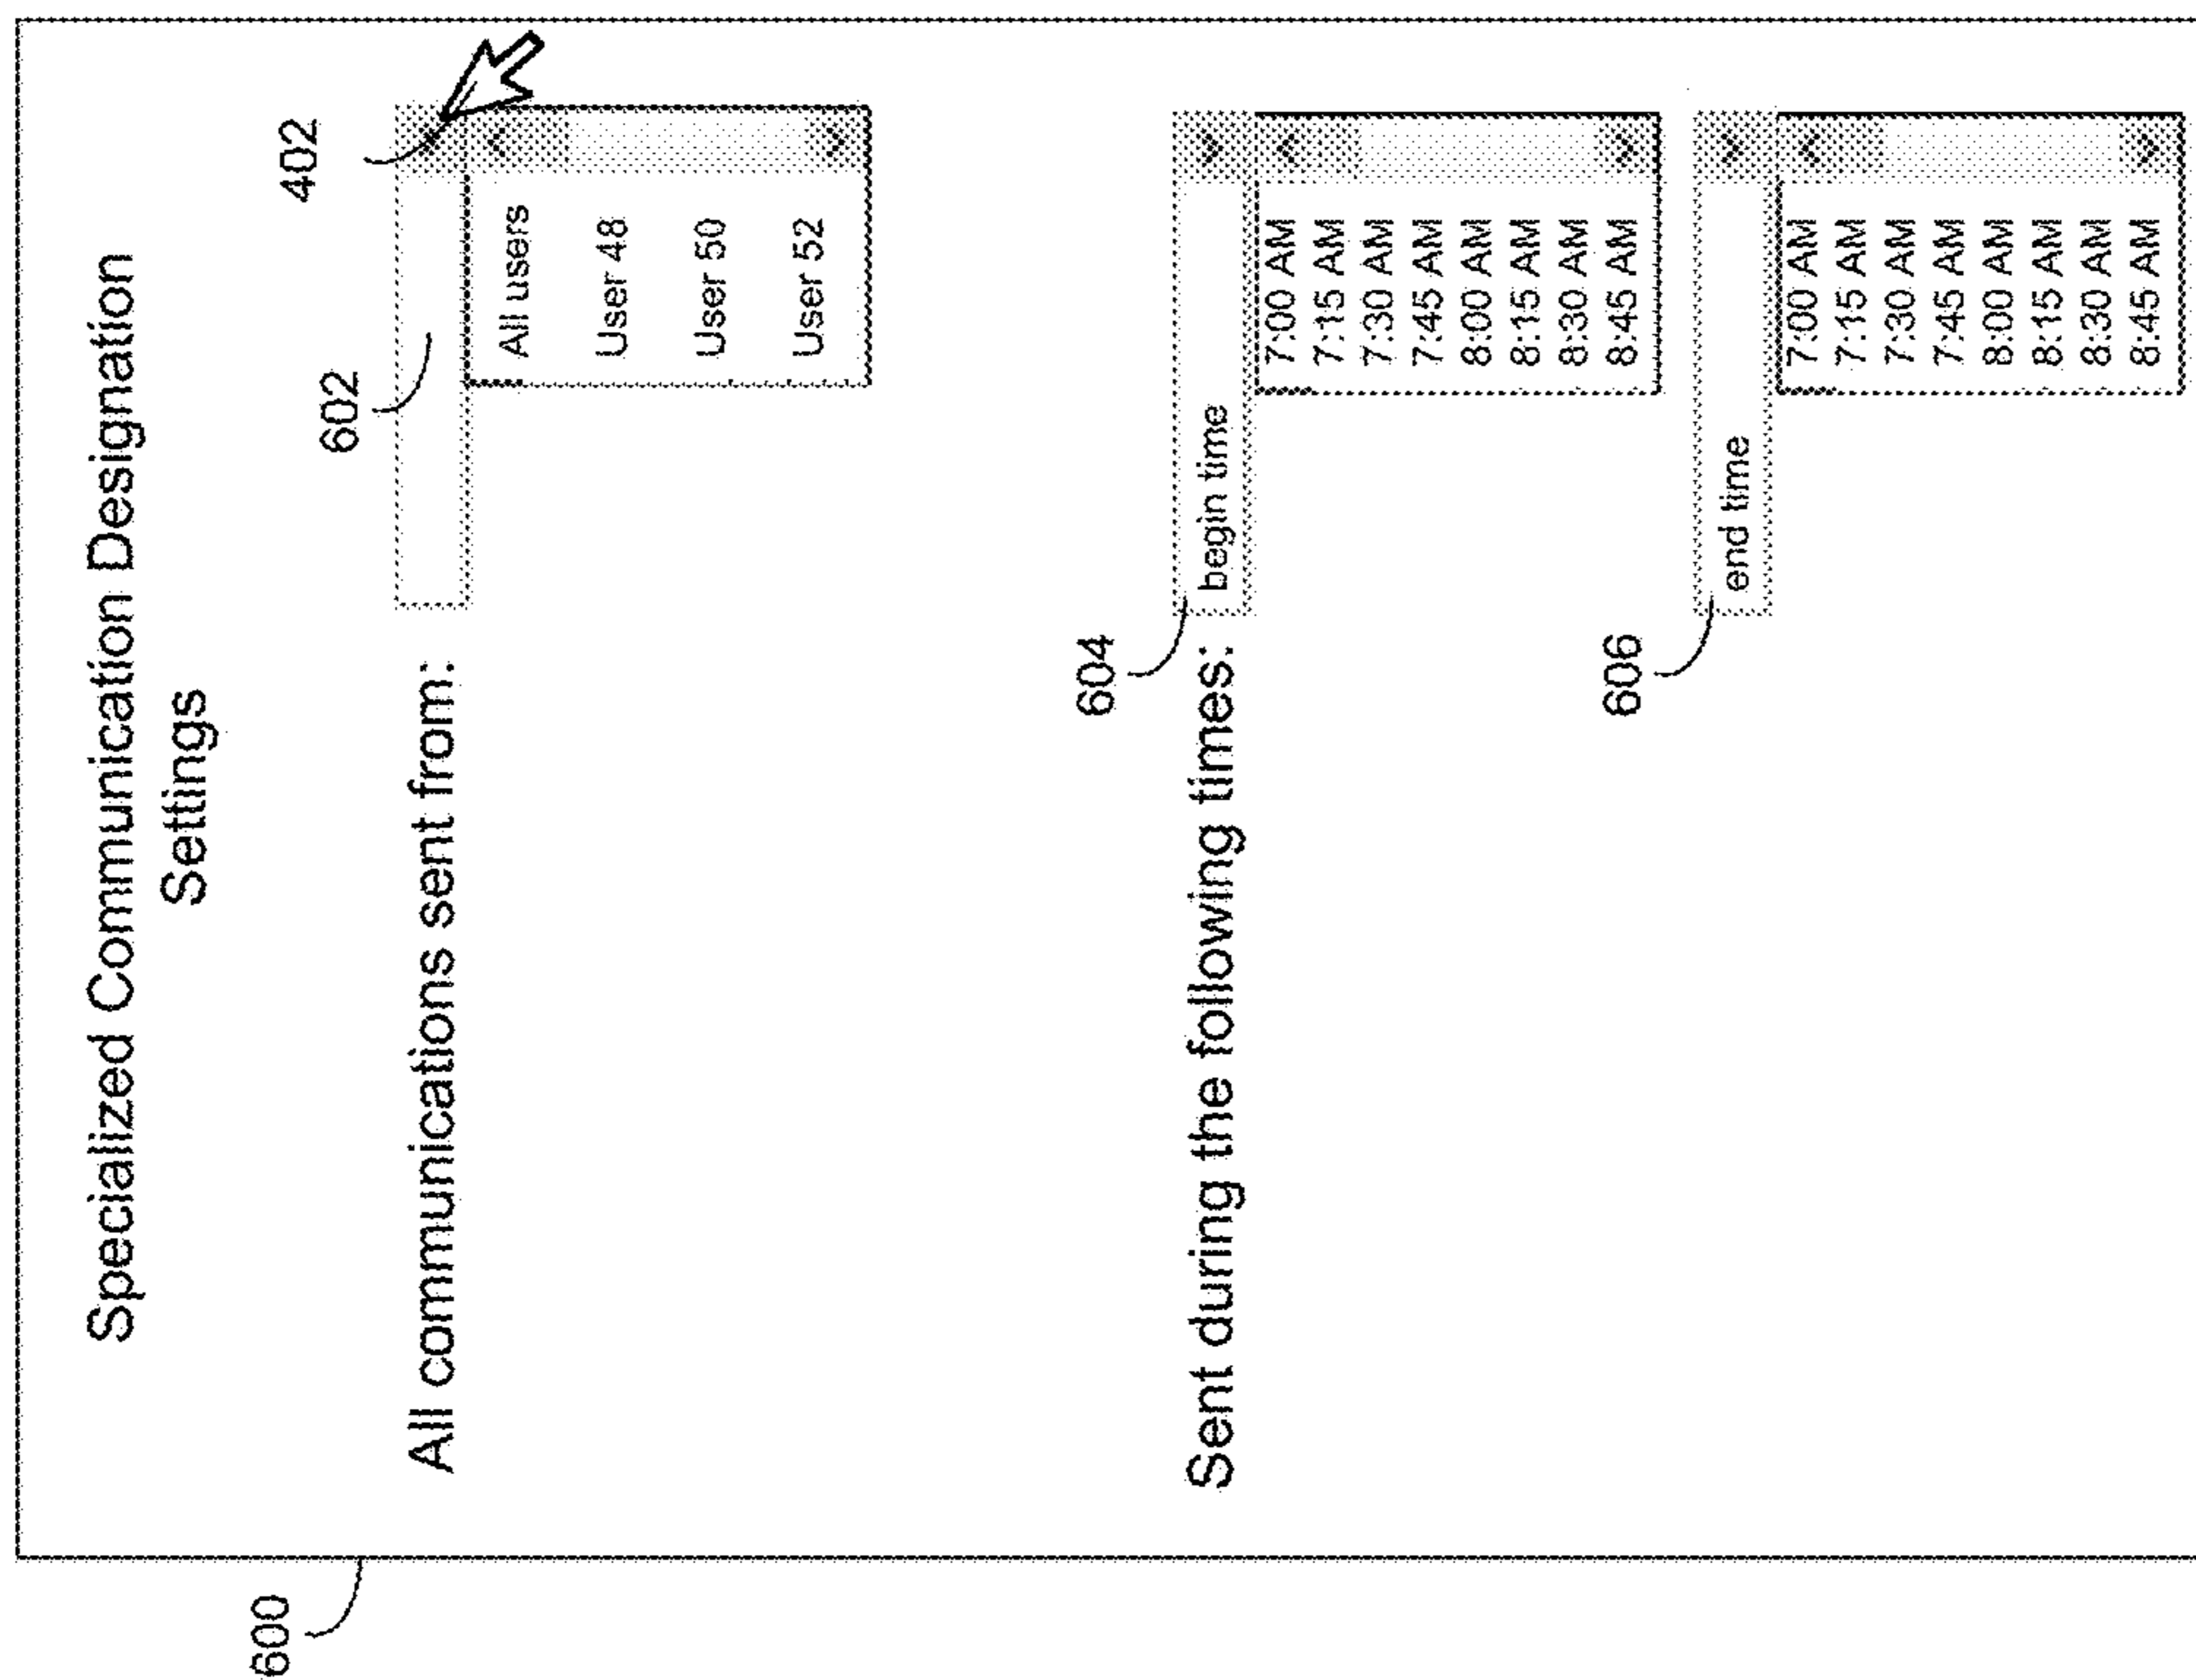 600
Specialized Communication Designation
Settings
402
602
All communications sent from:
All users
User 48
User 50
User 52
604
Sent during the following times:
begin time
7:00 AM
7:15 AM
7:30 AM
7:45 AM
8:00 AM
8:15 AM
8:30 AM
8:45 AM
606
end time
7:00 AM
7:15 AM
7:30 AM
7:45 AM
8:00 AM
8:15 AM
8:30 AM
8:45 AM